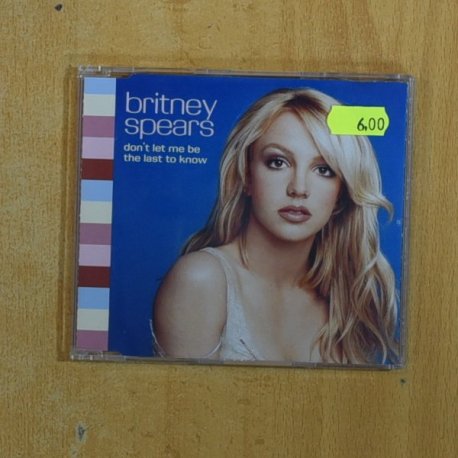 britney
spears
don't let me be
the last to know
6,00